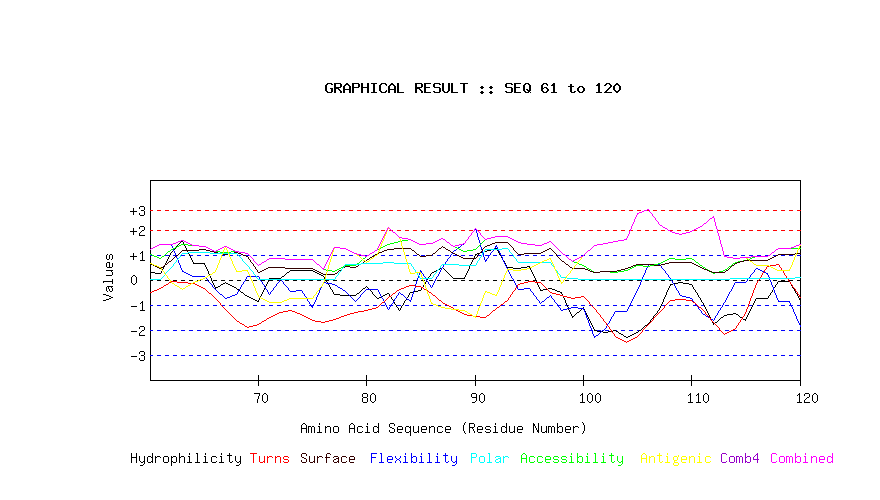 GRAPHICAL RESULT :: SEQ 61 to 120
+3
+2
+1
0
-1
-2
-3
Values
70 80 90 100 110 120
Amino Acid Sequence (Residue Number)
Hydrophilicity Turns Surface Flexibility Polar Accessibility Antigenic Comb4 Combined